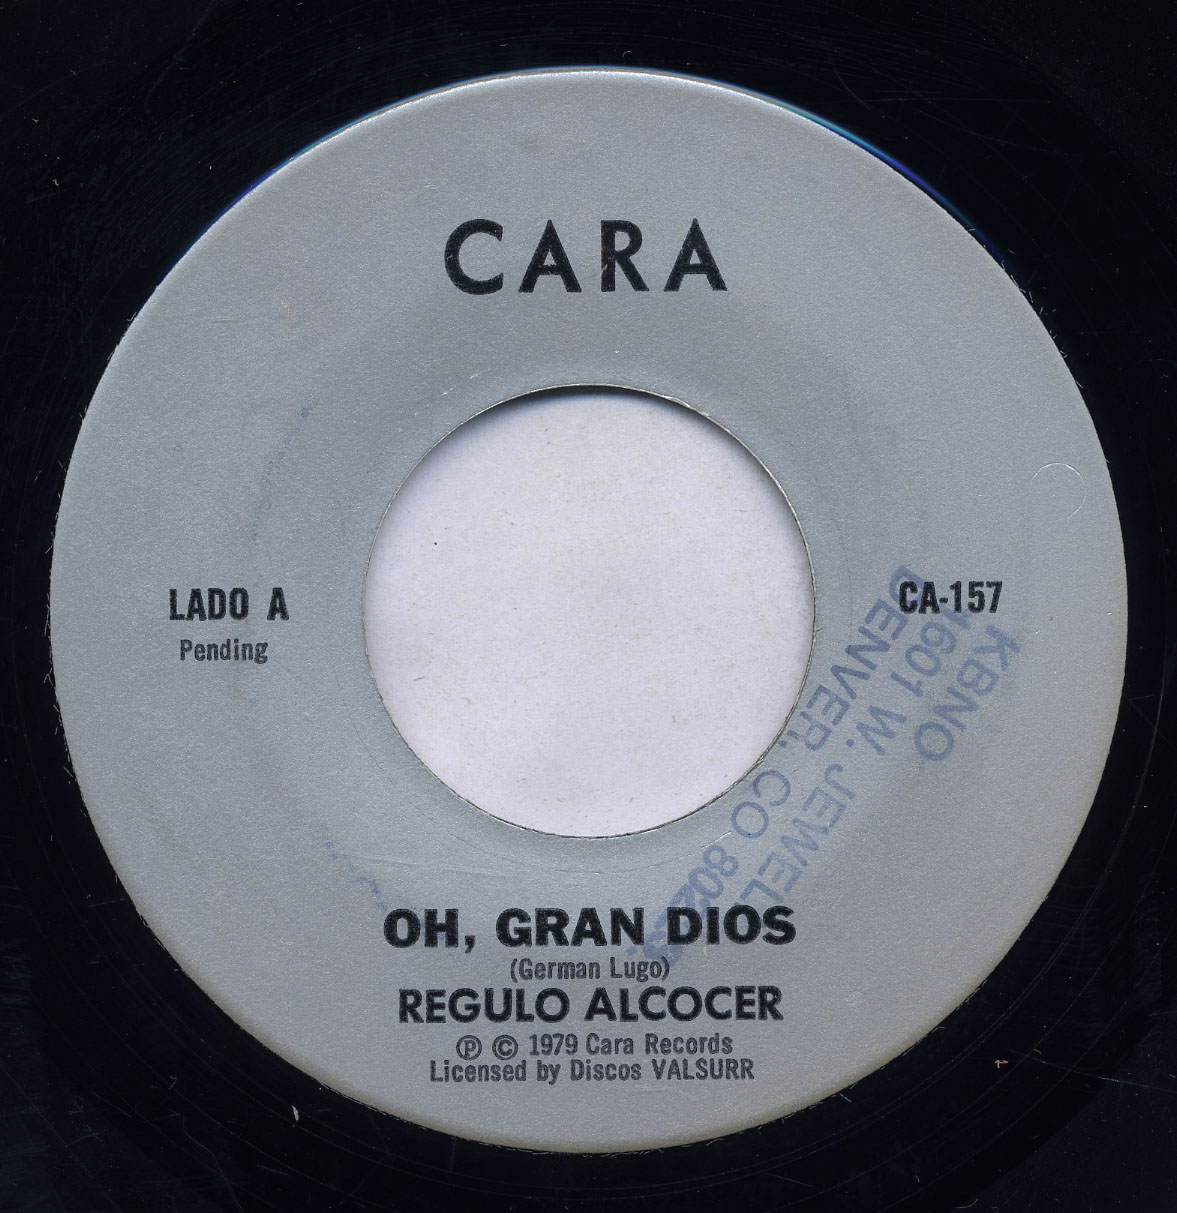 CARA
LADO A
Pending
CA-157
KBNO
1601 W. JEWELL
DENVER, CO
OH, GRAN DIOS
(German Lugo)
REGULO ALCOCER
℗ © 1979 Cara Records
Licensed by Discos VALSURR